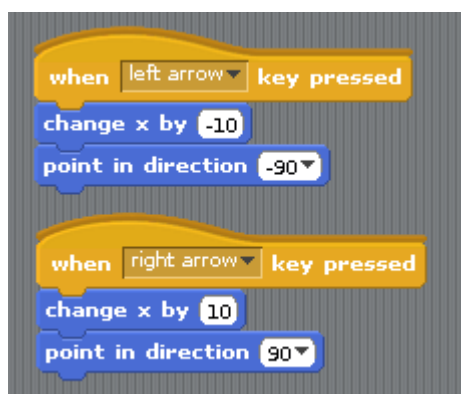 when left arrow key pressed
change x by -10
point in direction -90
when right arrow key pressed
change x by 10
point in direction 90